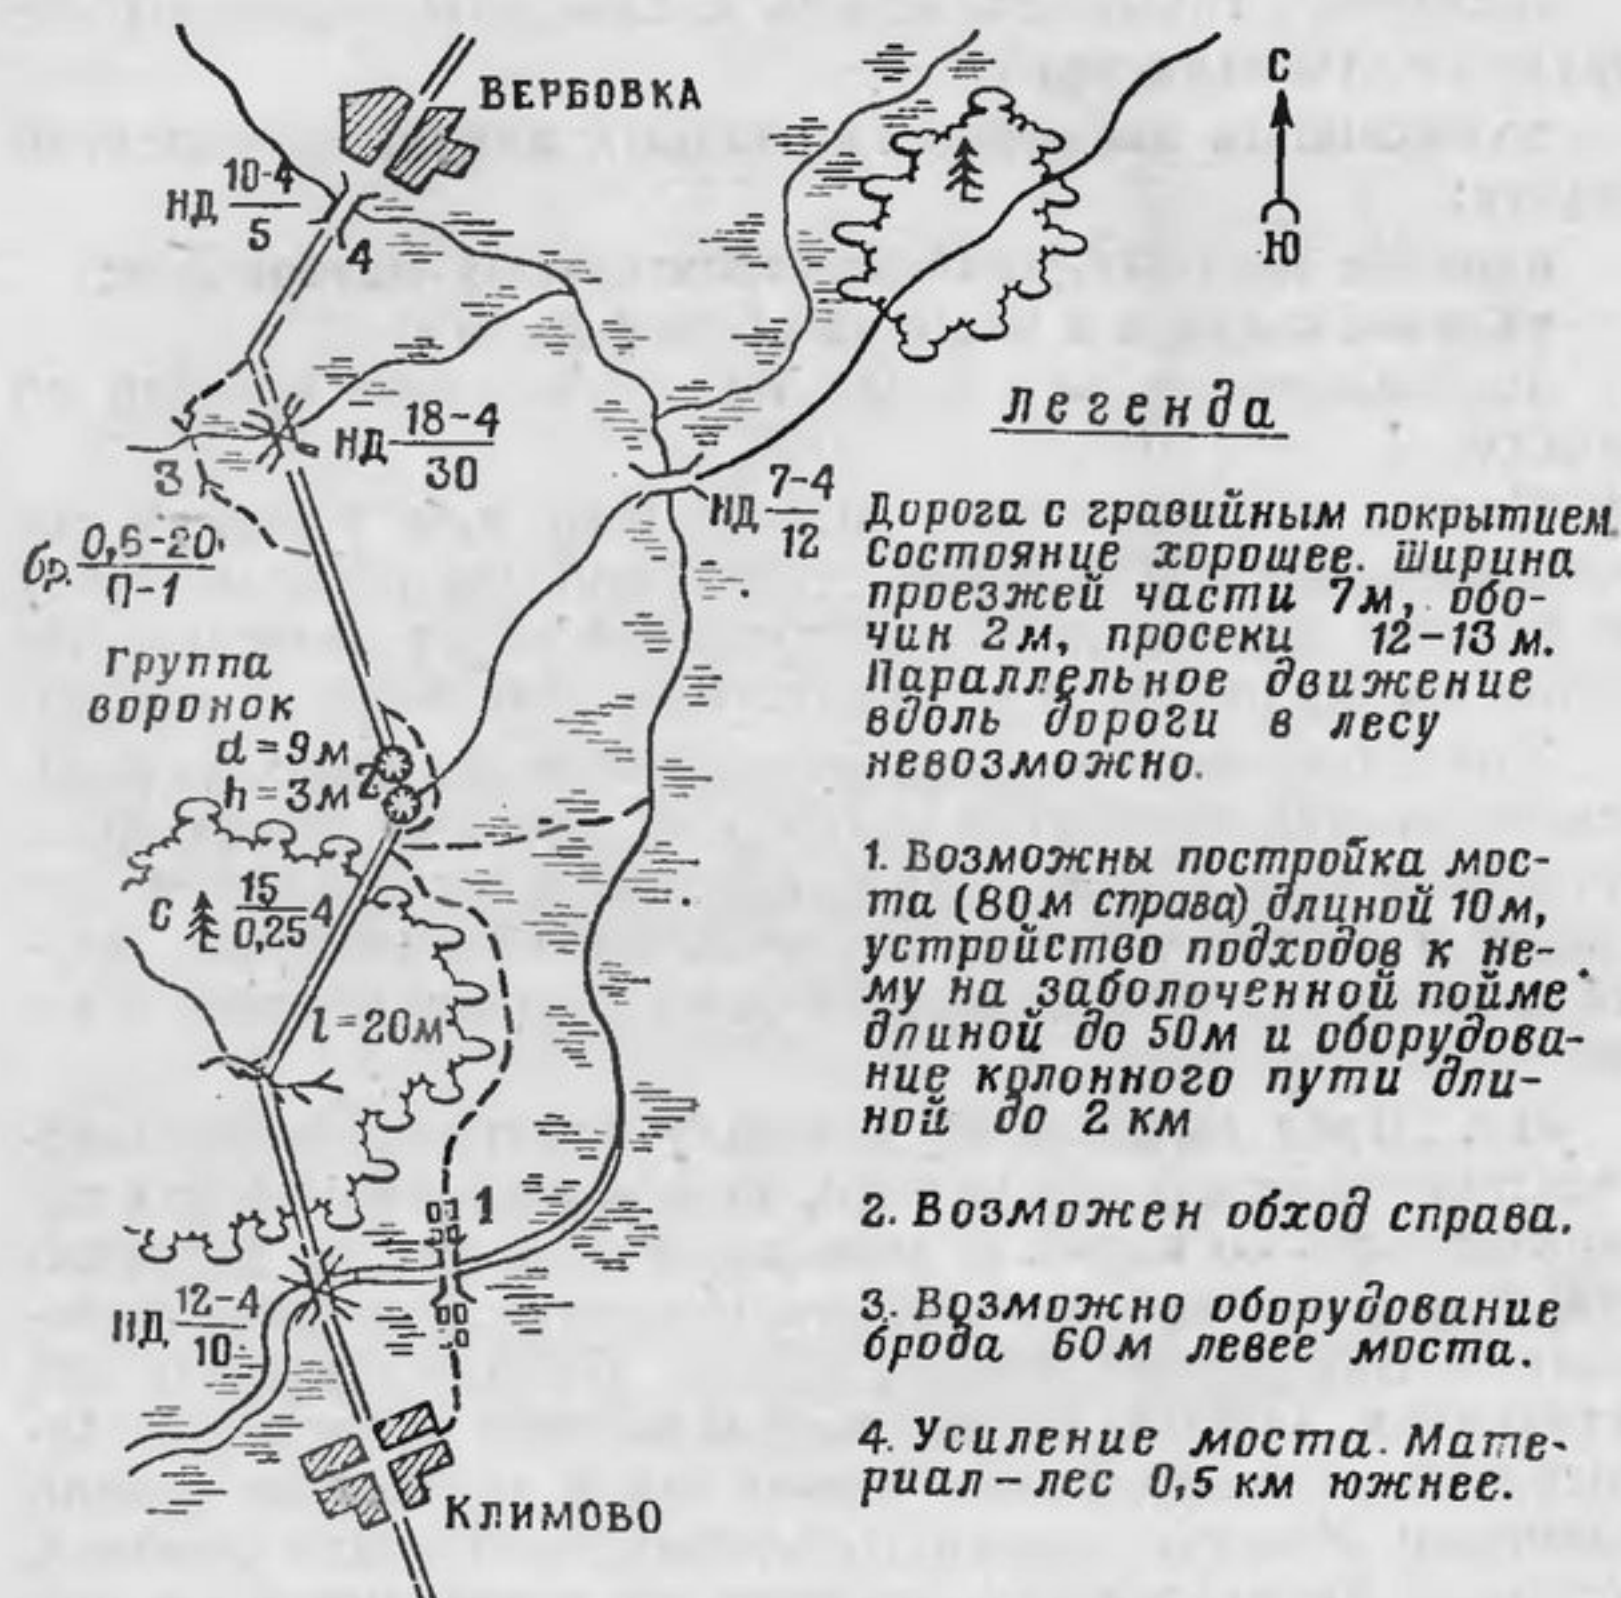 ВЕРБОВКА
С
Ю
НД 10-4
5
4
НД 18-4
30
3
НД 7-4
12
бр. 0,6-20
П-1
Группа
воронок
d=9м
h=3м
2
С 15
0,25 4
l=20м
1
НД 12-4
10
КЛИМОВО
Легенда
Дорога с гравийным покрытием.
Состояние хорошее. Ширина
проезжей части 7м, обо-
чин 2м, просеки 12-13 м.
Параллельное движение
вдоль дороги в лесу
невозможно.
1. Возможны постройка мос-
та (80м справа) длиной 10м,
устройство подходов к не-
му на заболоченной пойме
длиной до 50м и оборудова-
ние колонного пути дли-
ной до 2 км
2. Возможен обход справа.
3. Возможно оборудование
брода 60м левее моста.
4. Усиление моста. Мате-
риал-лес 0,5 км южнее.